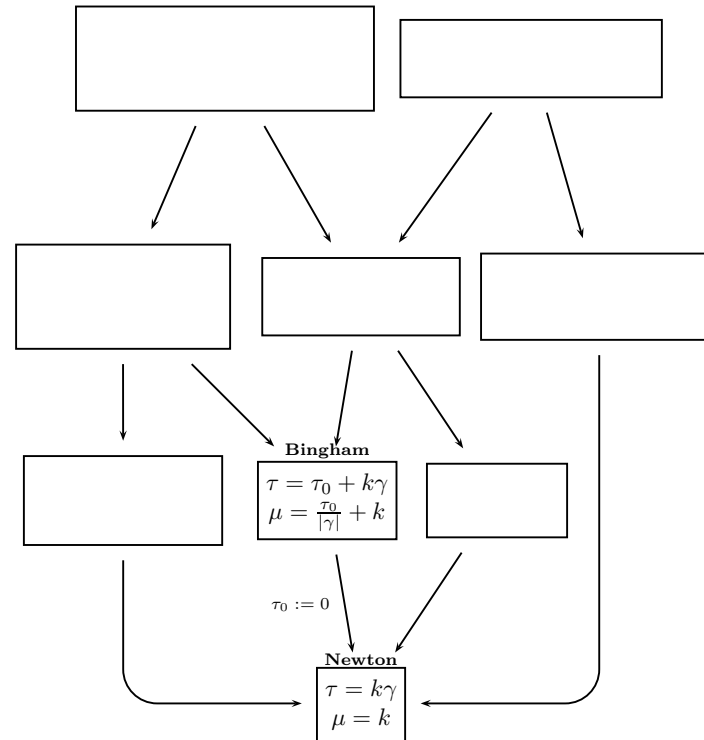 Bingham
τ = τ₀ + kγ
μ = τ₀/|γ| + k
τ₀ := 0
Newton
τ = kγ
μ = k